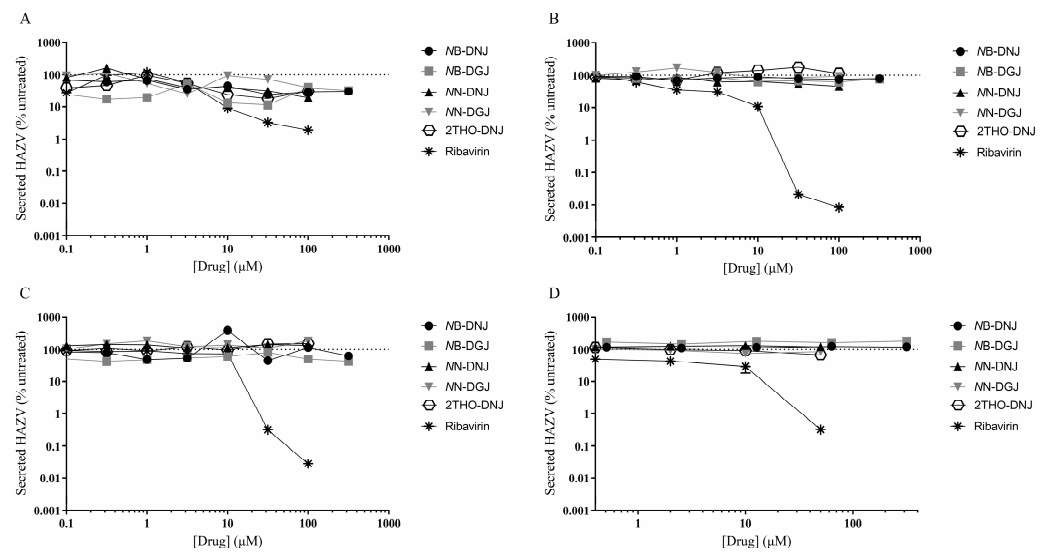 A
Secreted HAZV (% untreated)
1000
100
10
1
0.1
0.01
0.001
0.1
1
10
100
1000
[Drug] (μM)
NB-DNJ
NB-DGJ
NN-DNJ
NN-DGJ
2THO-DNJ
Ribavirin
B
Secreted HAZV (% untreated)
1000
100
10
1
0.1
0.01
0.001
0.1
1
10
100
1000
[Drug] (μM)
NB-DNJ
NB-DGJ
NN-DNJ
NN-DGJ
2THO-DNJ
Ribavirin
C
Secreted HAZV (% untreated)
1000
100
10
1
0.1
0.01
0.001
0.1
1
10
100
1000
[Drug] (μM)
NB-DNJ
NB-DGJ
NN-DNJ
NN-DGJ
2THO-DNJ
Ribavirin
D
Secreted HAZV (% untreated)
1000
100
10
1
0.1
0.01
0.001
1
10
100
[Drug] (μM)
NB-DNJ
NB-DGJ
NN-DNJ
NN-DGJ
2THO-DNJ
Ribavirin